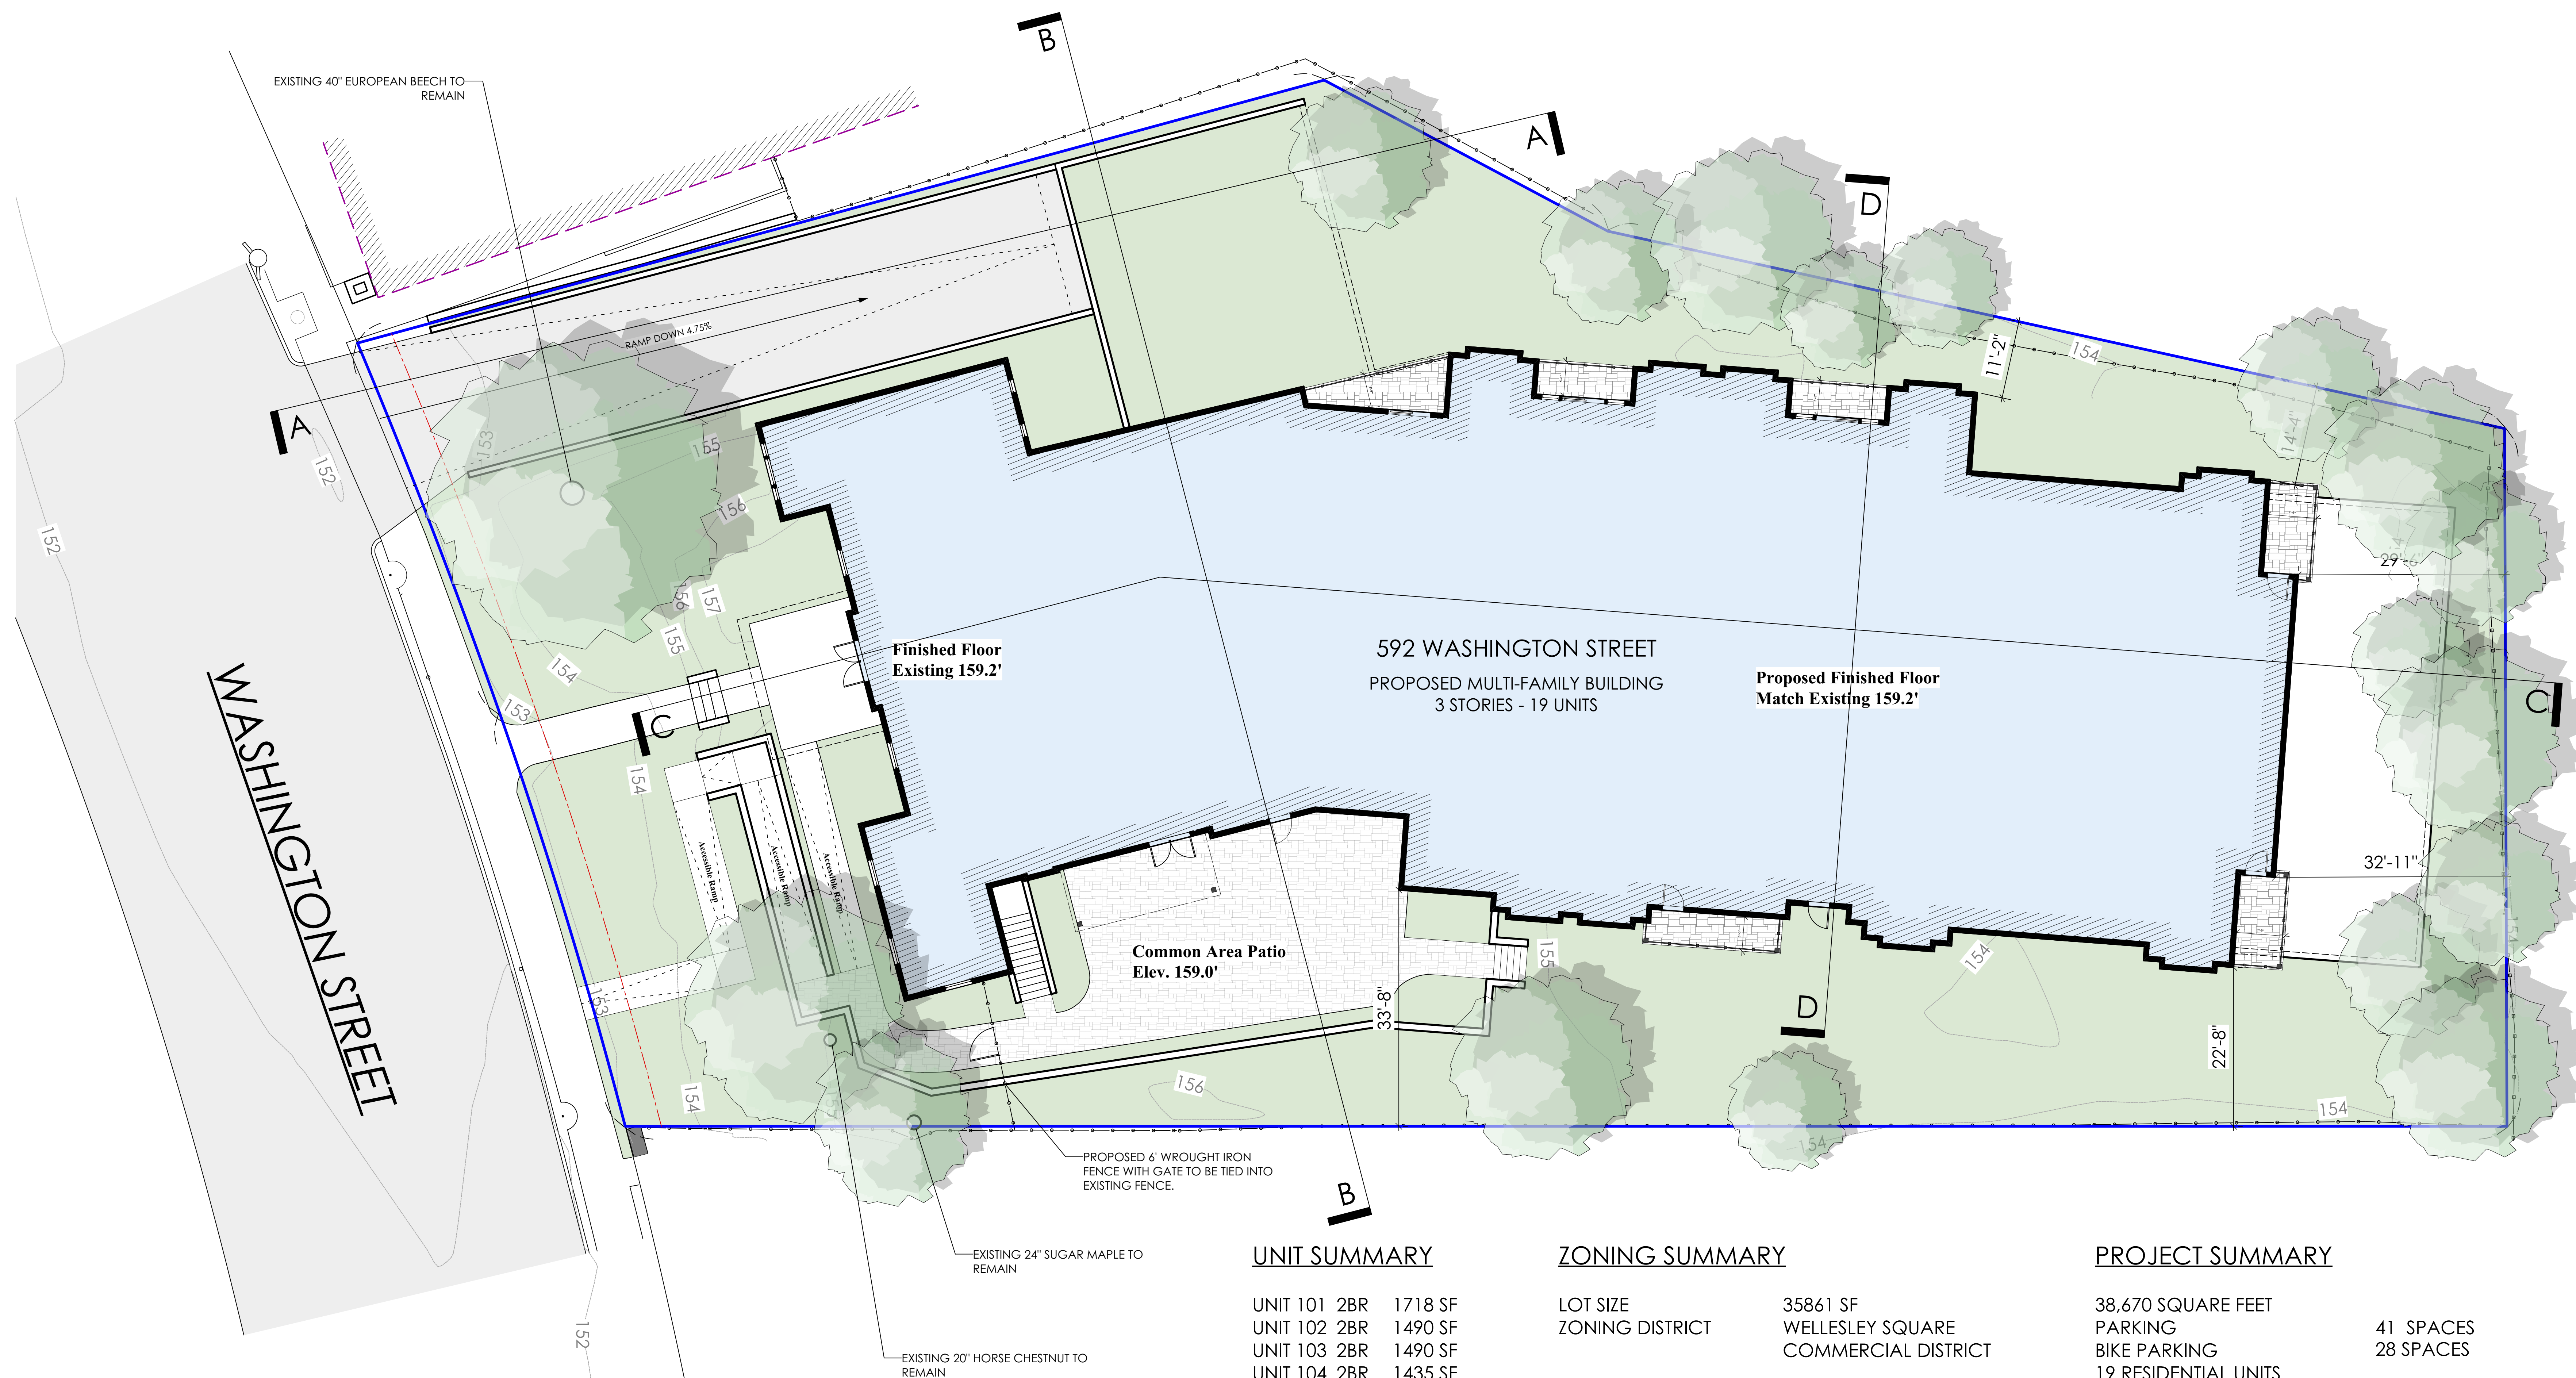 B
EXISTING 40" EUROPEAN BEECH TO
REMAIN
A
D
RAMP DOWN 4.75%
11'-2"
154
153
A
152
155
14'-4"
156
152
29'-6"
156
157
155
154
Finished Floor
Existing 159.2'
592 WASHINGTON STREET
PROPOSED MULTI-FAMILY BUILDING
3 STORIES - 19 UNITS
Proposed Finished Floor
Match Existing 159.2'
153
C
C
154
WASHINGTON STREET
Accessible Ramp
Accessible Ramp
Accessible Ramp
32'-11"
Common Area Patio
Elev. 159.0'
155
154
153
33'-8"
D
22'-8"
154
156
154
154
PROPOSED 6' WROUGHT IRON
FENCE WITH GATE TO BE TIED INTO
EXISTING FENCE.
B
EXISTING 24" SUGAR MAPLE TO
REMAIN
152
EXISTING 20" HORSE CHESTNUT TO
REMAIN
UNIT SUMMARY
UNIT 101 2BR 1718 SF
UNIT 102 2BR 1490 SF
UNIT 103 2BR 1490 SF
UNIT 104 2BR 1435 SF
ZONING SUMMARY
LOT SIZE 35861 SF
ZONING DISTRICT WELLESLEY SQUARE
COMMERCIAL DISTRICT
PROJECT SUMMARY
38,670 SQUARE FEET
PARKING 41 SPACES
BIKE PARKING 28 SPACES
19 RESIDENTIAL UNITS